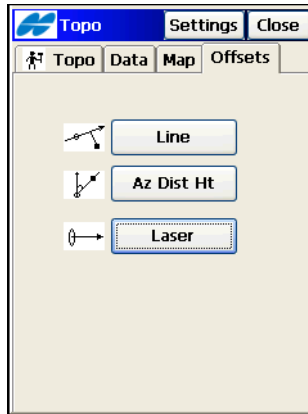 Topo Settings Close
Topo Data Map Offsets
Line
Az Dist Ht
Laser